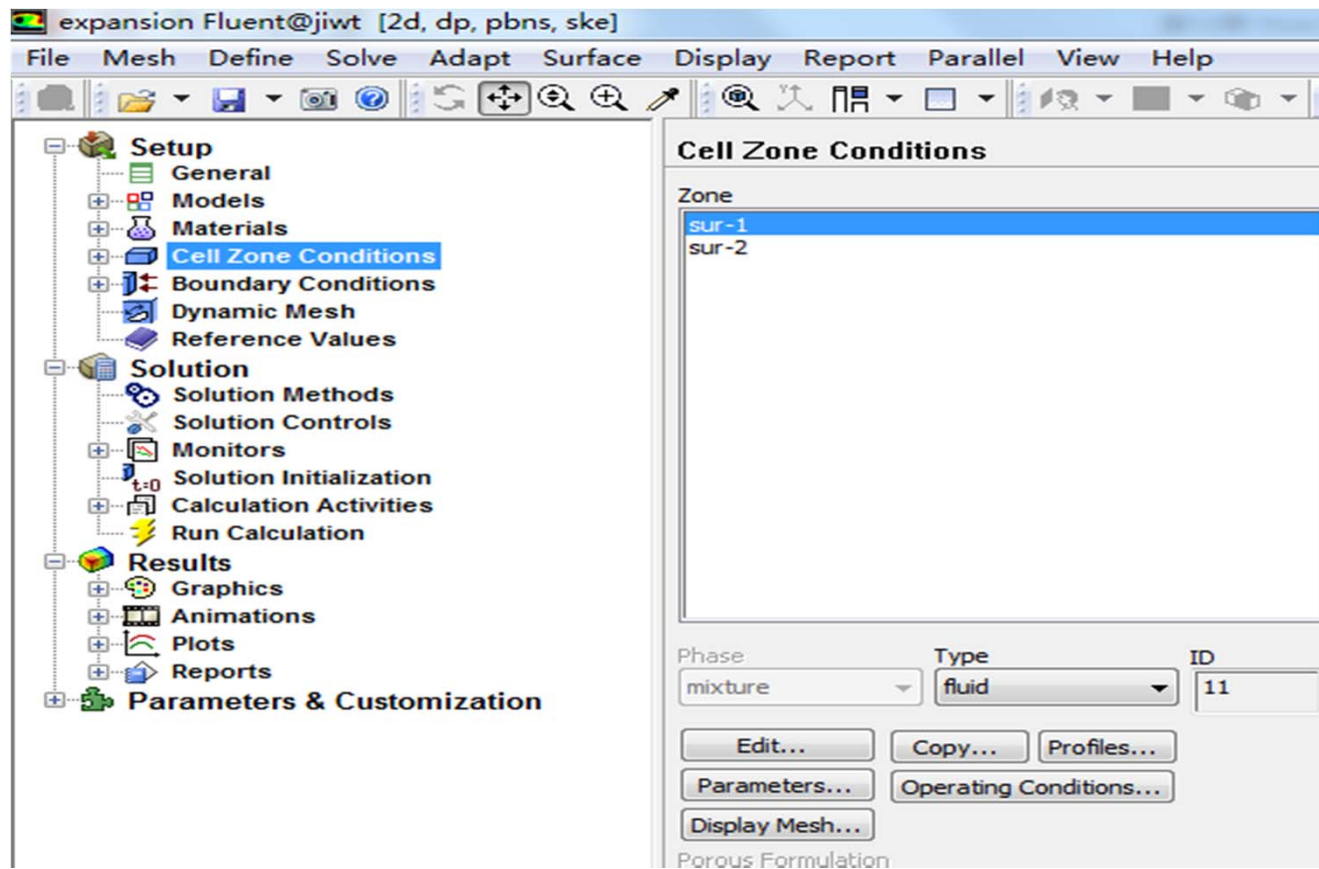 expansion Fluent@jiwt [2d, dp, pbns, ske]
File Mesh Define Solve Adapt Surface Display Report Parallel View Help
Setup
General
Models
Materials
Cell Zone Conditions
Boundary Conditions
Dynamic Mesh
Reference Values
Solution
Solution Methods
Solution Controls
Monitors
t=0 Solution Initialization
Calculation Activities
Run Calculation
Results
Graphics
Animations
Plots
Reports
Parameters & Customization
Cell Zone Conditions
Zone
sur-1
sur-2
Phase Type ID
mixture fluid 11
Edit... Copy... Profiles...
Parameters... Operating Conditions...
Display Mesh...
Porous Formulation